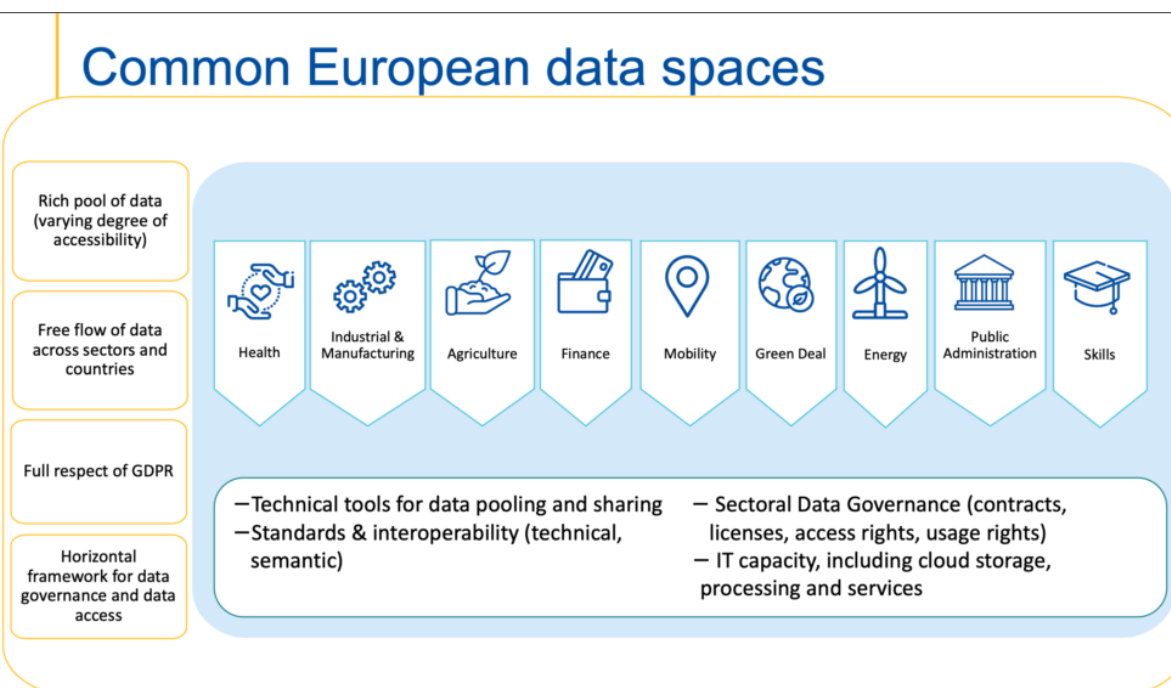 Common European data spaces
Rich pool of data
(varying degree of
accessibility)
Free flow of data
across sectors and
countries
Full respect of GDPR
Horizontal
framework for data
governance and data
access
Health
Industrial &
Manufacturing
Agriculture
Finance
Mobility
Green Deal
Energy
Public
Administration
Skills
–Technical tools for data pooling and sharing
–Standards & interoperability (technical,
semantic)
– Sectoral Data Governance (contracts,
licenses, access rights, usage rights)
– IT capacity, including cloud storage,
processing and services